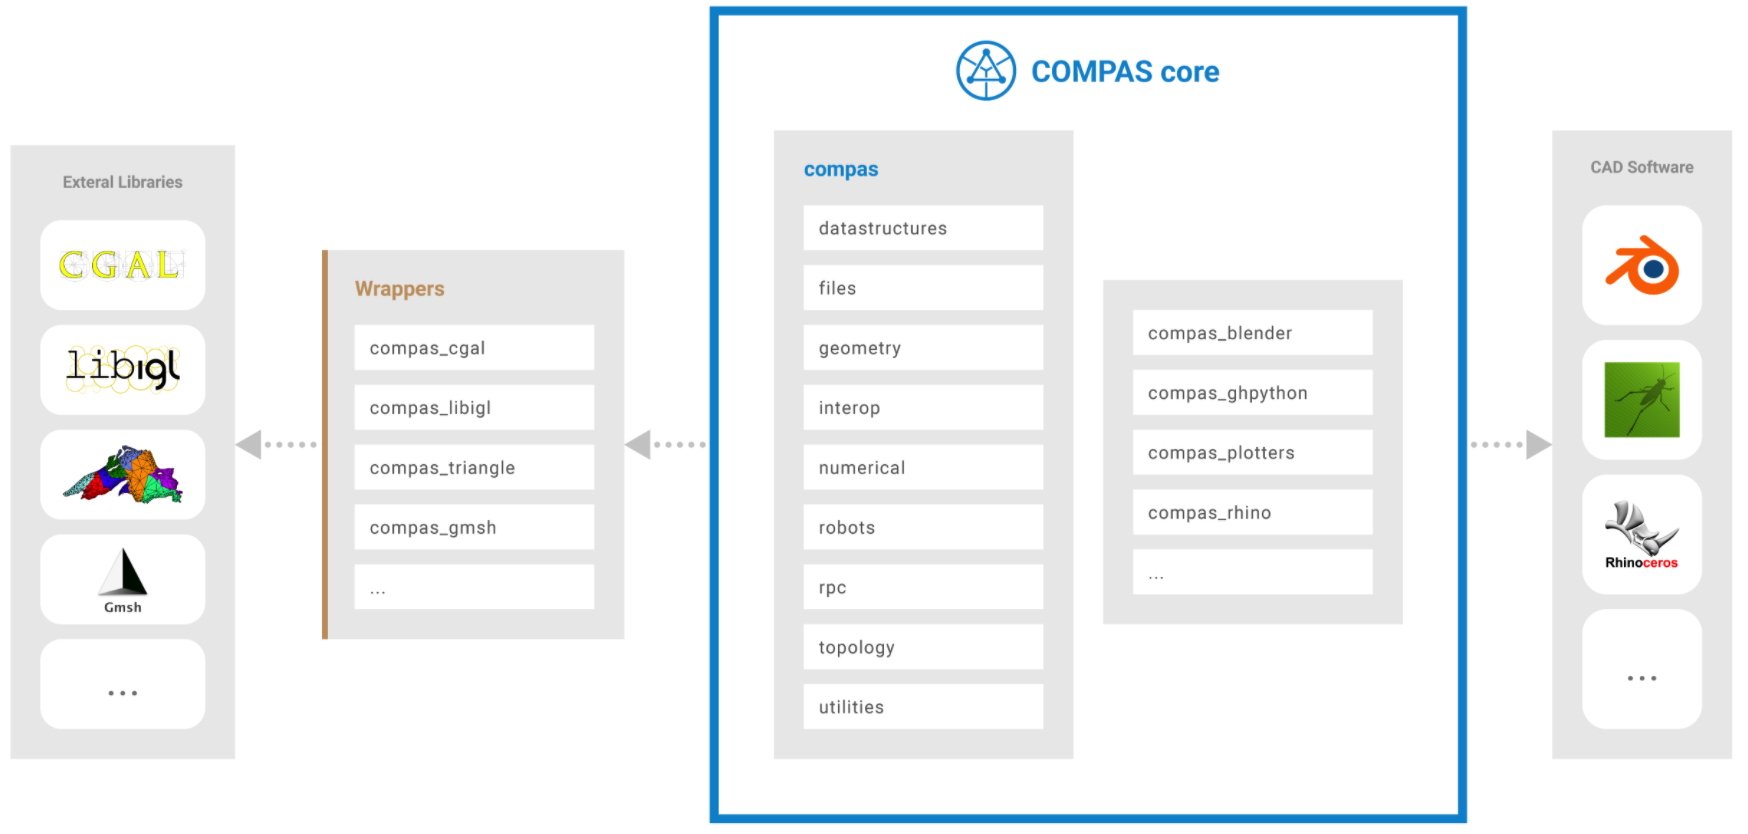 COMPAS core
Exteral Libraries
CGAL
libigl
Gmsh
...
Wrappers
compas_cgal
compas_libigl
compas_triangle
compas_gmsh
...
compas
datastructures
files
geometry
interop
numerical
robots
rpc
topology
utilities
compas_blender
compas_ghpython
compas_plotters
compas_rhino
...
CAD Software
Rhinoceros
...